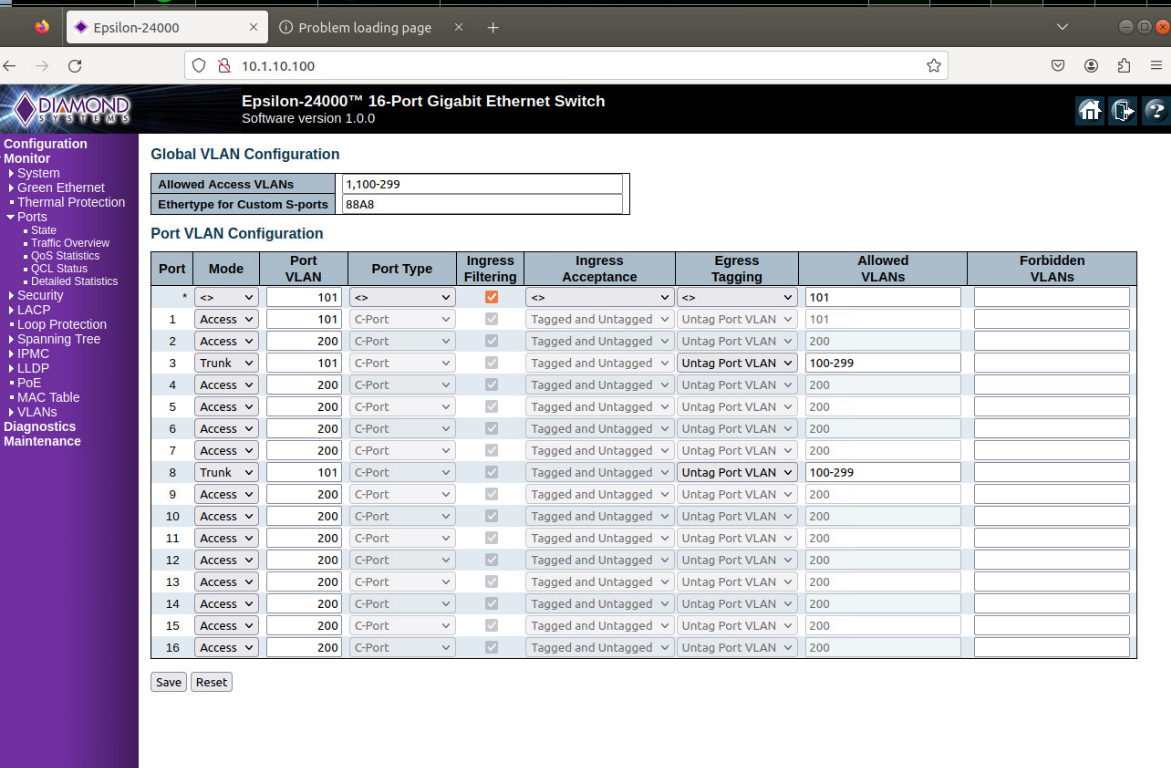 Epsilon-24000
Problem loading page
10.1.10.100
DIAMOND
SYSTEMS
Epsilon-24000™ 16-Port Gigabit Ethernet Switch
Software version 1.0.0
Configuration
Monitor
System
Green Ethernet
Thermal Protection
Ports
State
Traffic Overview
QoS Statistics
QCL Status
Detailed Statistics
Security
LACP
Loop Protection
Spanning Tree
IPMC
LLDP
PoE
MAC Table
VLANs
Diagnostics
Maintenance
Global VLAN Configuration
Allowed Access VLANs 1,100-299
Ethertype for Custom S-ports 88A8
Port VLAN Configuration
Port Mode Port VLAN Port Type Ingress Filtering Ingress Acceptance Egress Tagging Allowed VLANs Forbidden VLANs
* <> 101 <> <> <> 101
1 Access 101 C-Port Tagged and Untagged Untag Port VLAN 101
2 Access 200 C-Port Tagged and Untagged Untag Port VLAN 200
3 Trunk 101 C-Port Tagged and Untagged Untag Port VLAN 100-299
4 Access 200 C-Port Tagged and Untagged Untag Port VLAN 200
5 Access 200 C-Port Tagged and Untagged Untag Port VLAN 200
6 Access 200 C-Port Tagged and Untagged Untag Port VLAN 200
7 Access 200 C-Port Tagged and Untagged Untag Port VLAN 200
8 Trunk 101 C-Port Tagged and Untagged Untag Port VLAN 100-299
9 Access 200 C-Port Tagged and Untagged Untag Port VLAN 200
10 Access 200 C-Port Tagged and Untagged Untag Port VLAN 200
11 Access 200 C-Port Tagged and Untagged Untag Port VLAN 200
12 Access 200 C-Port Tagged and Untagged Untag Port VLAN 200
13 Access 200 C-Port Tagged and Untagged Untag Port VLAN 200
14 Access 200 C-Port Tagged and Untagged Untag Port VLAN 200
15 Access 200 C-Port Tagged and Untagged Untag Port VLAN 200
16 Access 200 C-Port Tagged and Untagged Untag Port VLAN 200
Save Reset